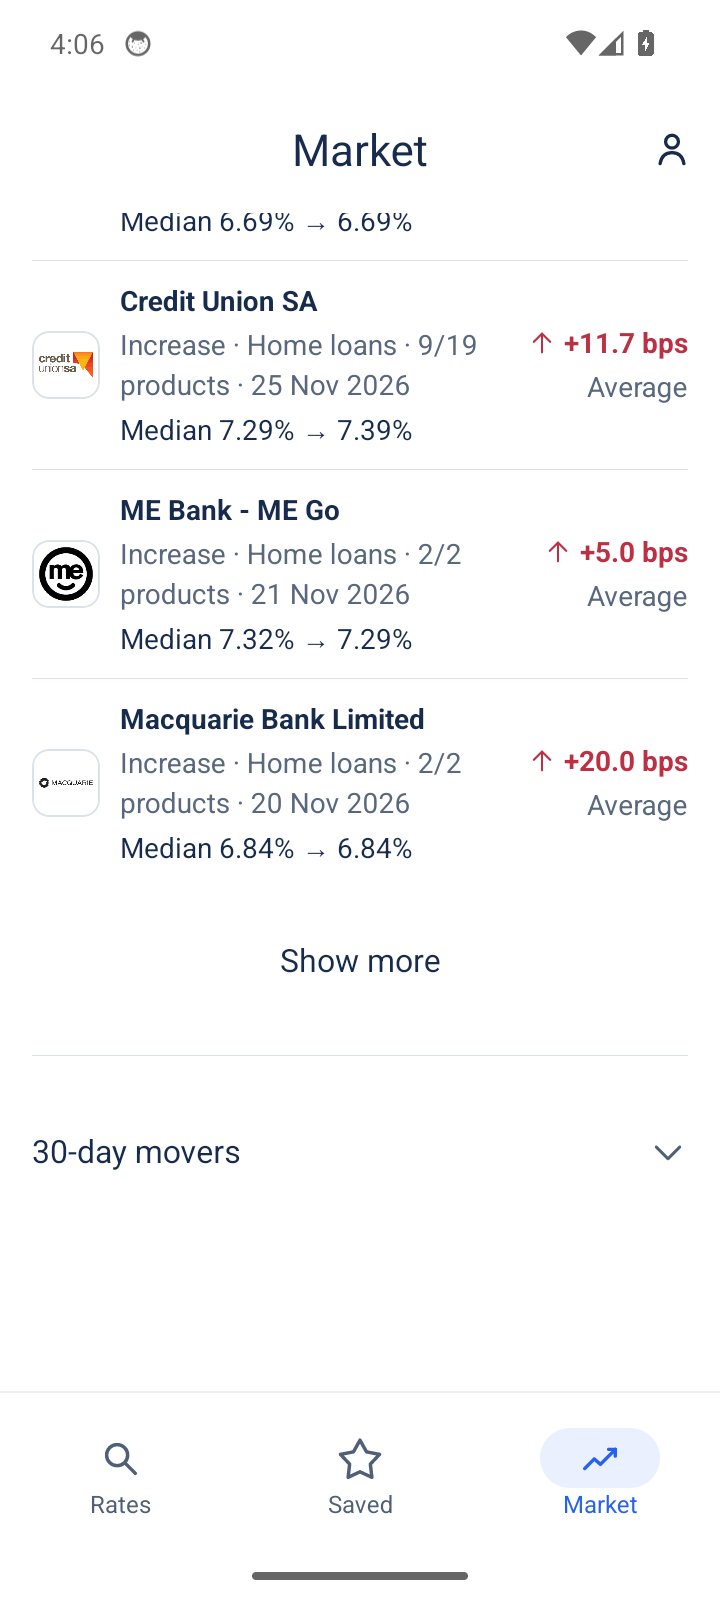 4:06
Market
Median 6.69% → 6.69%
Credit Union SA
Increase · Home loans · 9/19
products · 25 Nov 2026
Median 7.29% → 7.39%
↑ +11.7 bps
Average
credit
unionsa
ME Bank - ME Go
Increase · Home loans · 2/2
products · 21 Nov 2026
Median 7.32% → 7.29%
↑ +5.0 bps
Average
me
Macquarie Bank Limited
Increase · Home loans · 2/2
products · 20 Nov 2026
Median 6.84% → 6.84%
↑ +20.0 bps
Average
MACQUARIE
Show more
30-day movers
Rates
Saved
Market